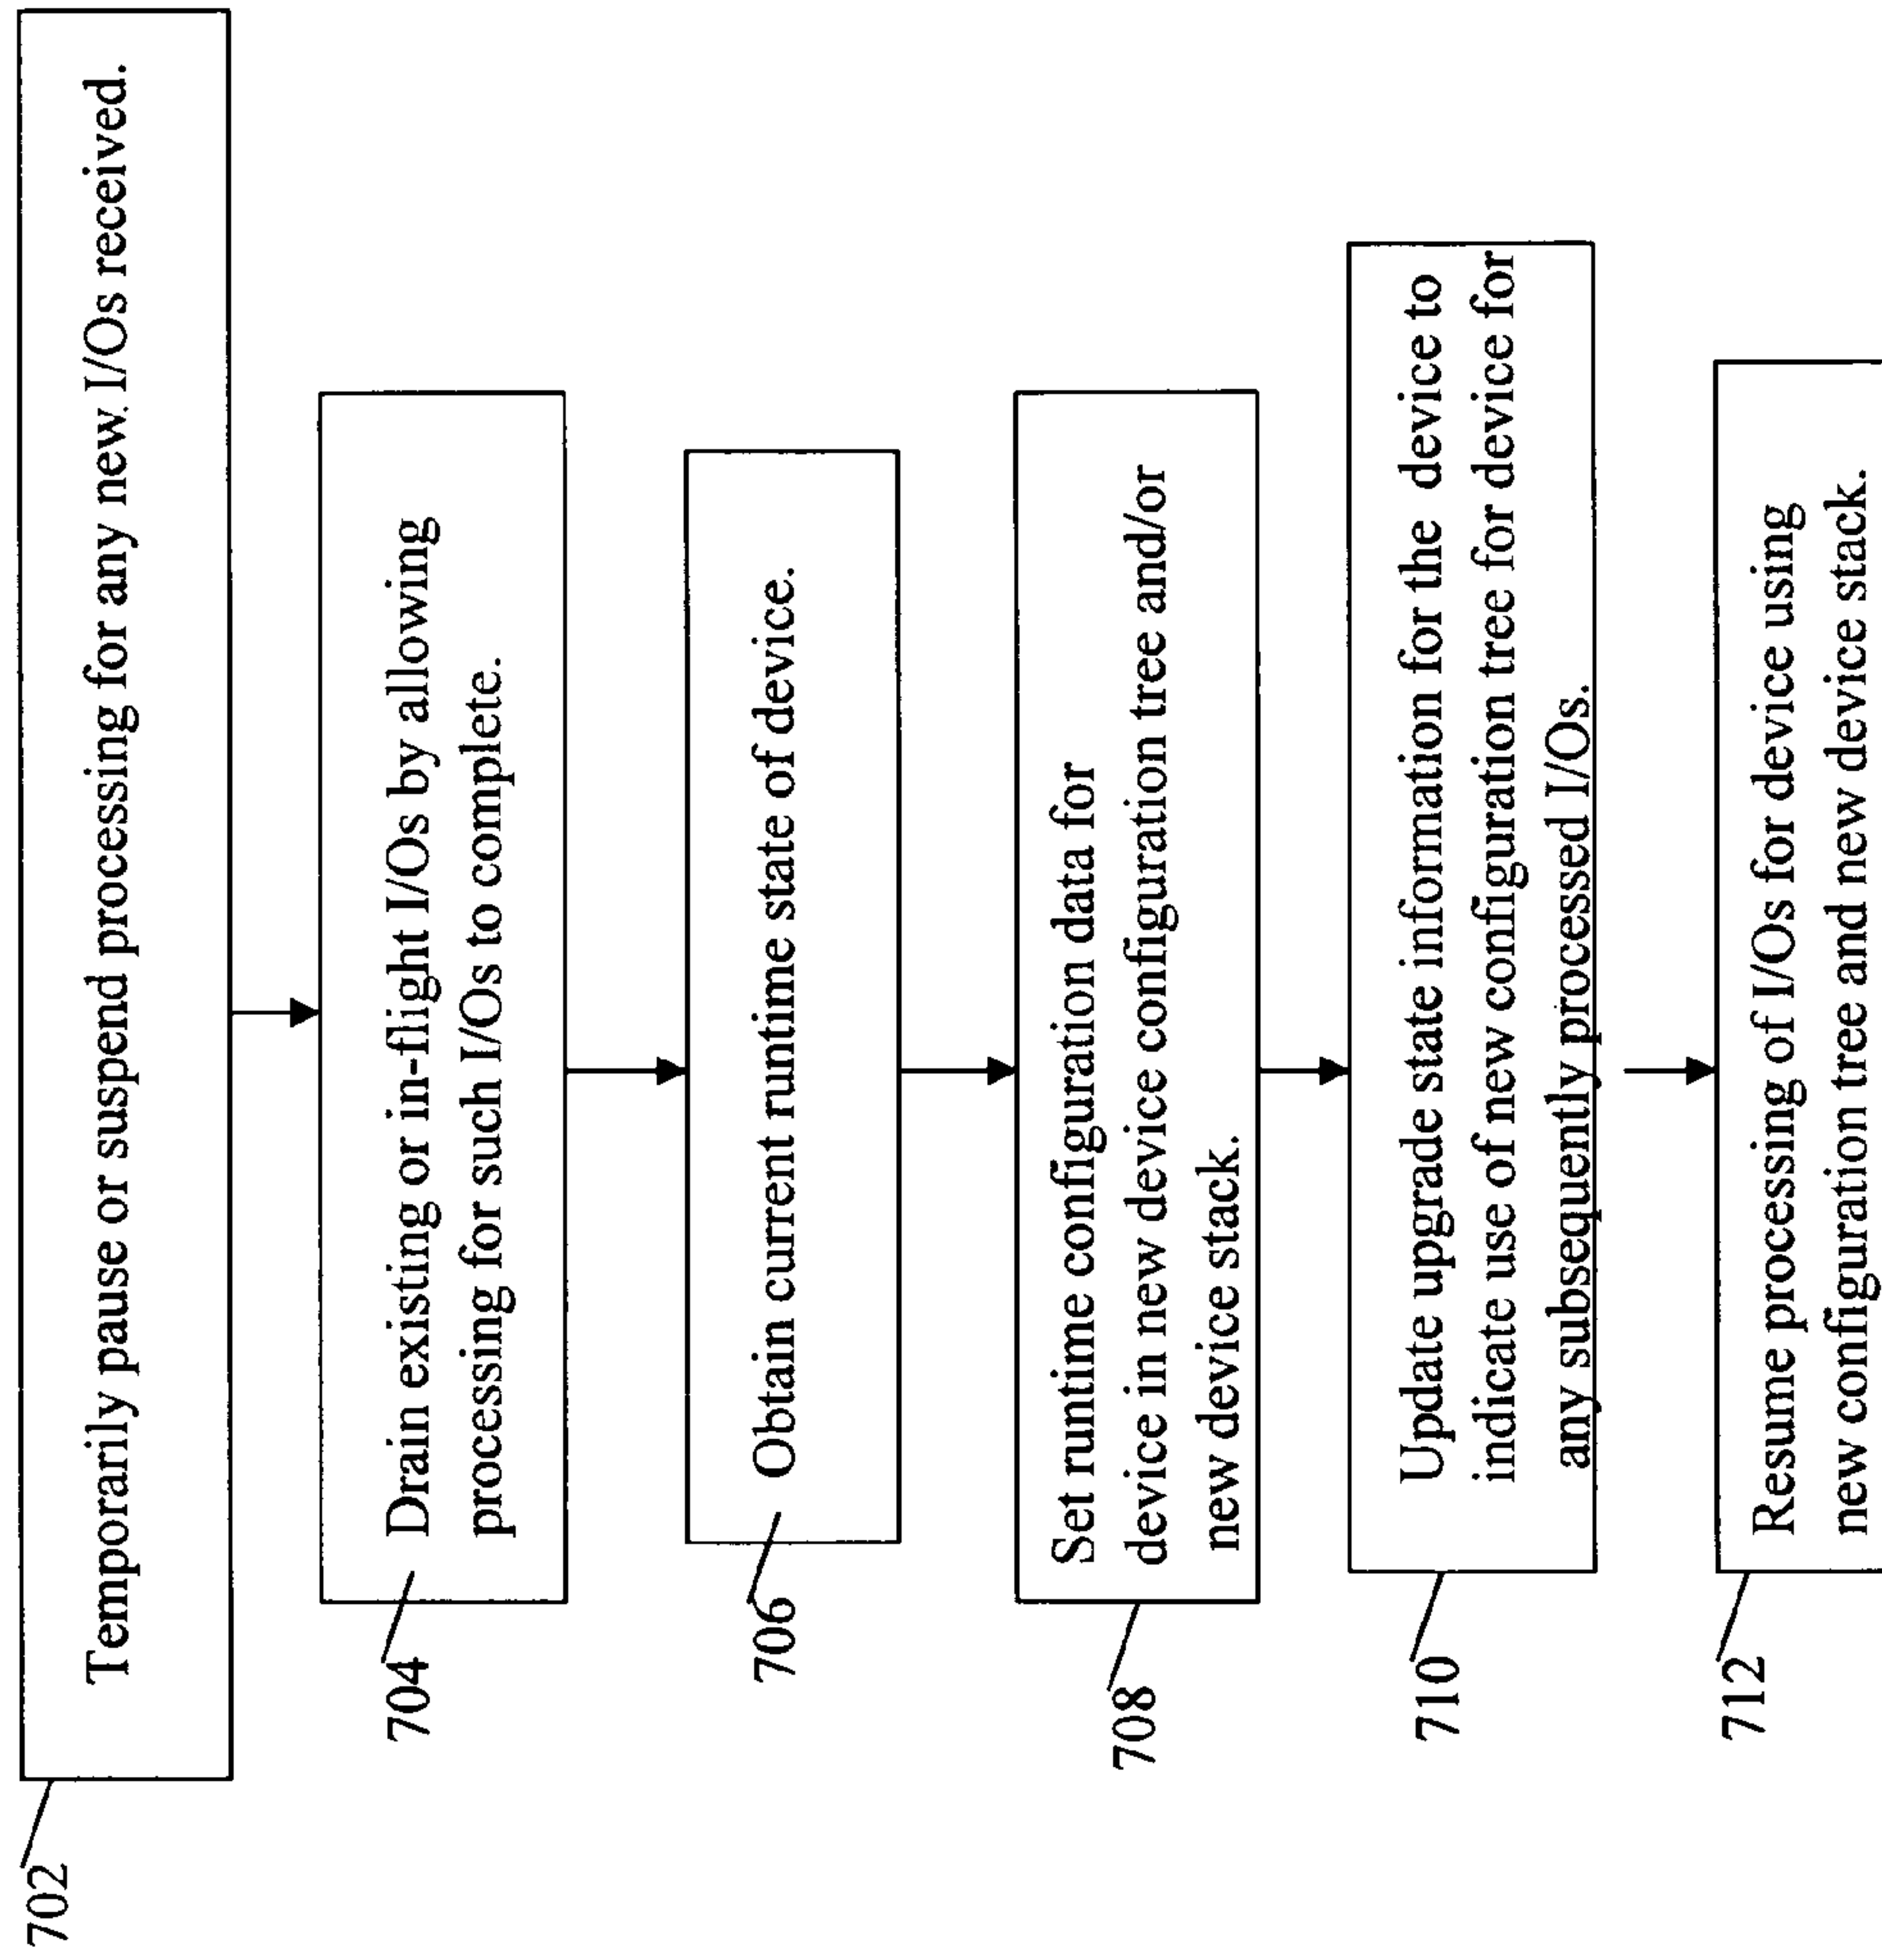 702
Temporarily pause or suspend processing for any new I/Os received.
704
Drain existing or in-flight I/Os by allowing
processing for such I/Os to complete.
706
Obtain current runtime state of device.
708
Set runtime configuration data for
device in new device configuration tree and/or
new device stack.
710
Update upgrade state information for the device to
indicate use of new configuration tree for device for
any subsequently processed I/Os.
712
Resume processing of I/Os for device using
new configuration tree and new device stack.